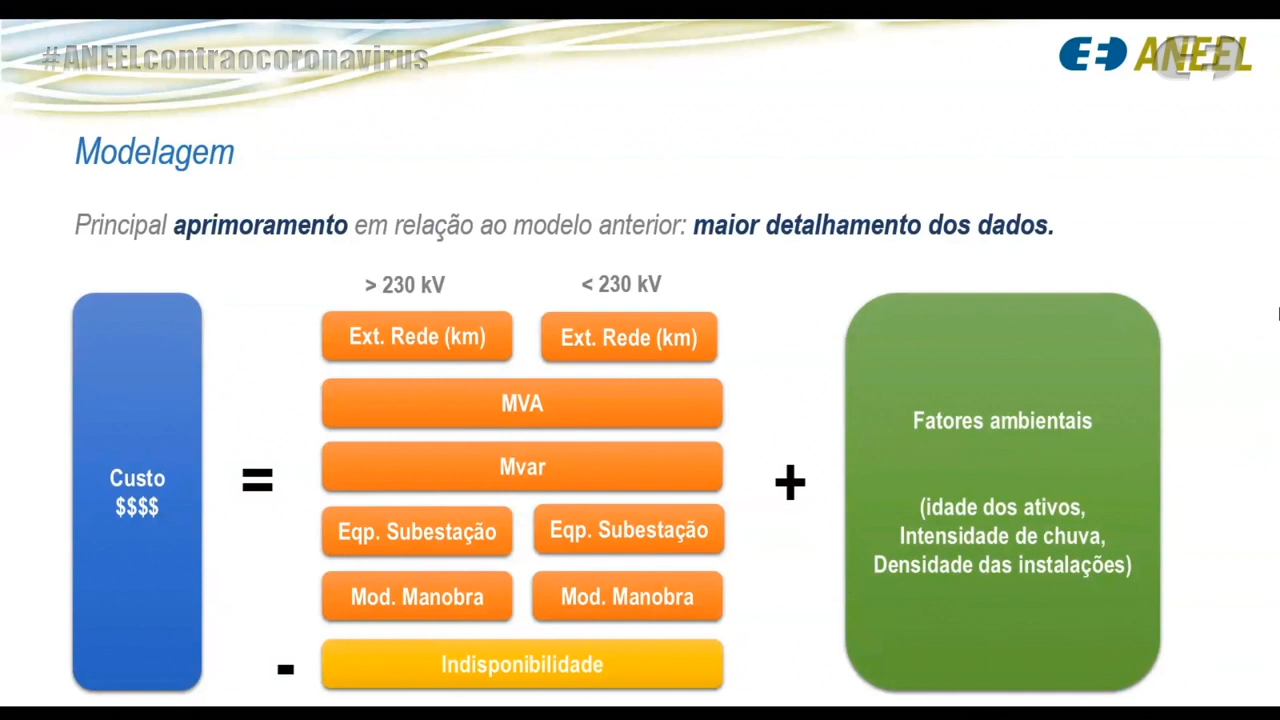 #ANEELcontraocoronavirus
ANEEL
Modelagem
Principal aprimoramento em relação ao modelo anterior: maior detalhamento dos dados.
> 230 kV
< 230 kV
Ext. Rede (km)
Ext. Rede (km)
MVA
Mvar
Eqp. Subestação
Eqp. Subestação
Mod. Manobra
Mod. Manobra
- Indisponibilidade
Custo
$$$$
=
+
Fatores ambientais
(idade dos ativos,
Intensidade de chuva,
Densidade das instalações)